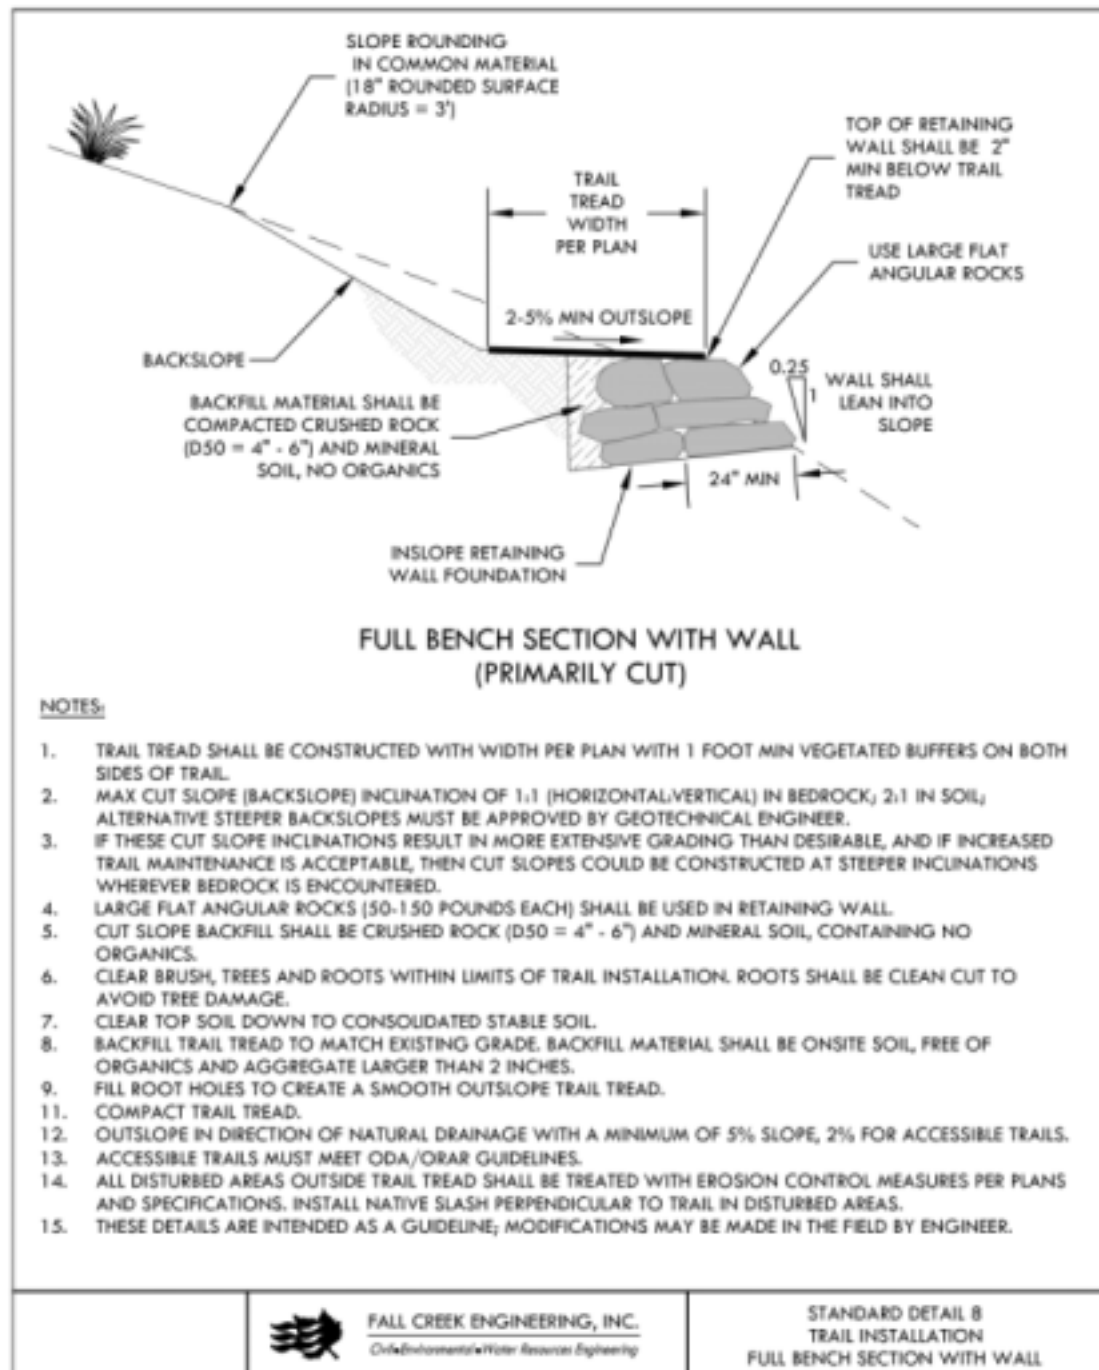 SLOPE ROUNDING
IN COMMON MATERIAL
(18" ROUNDED SURFACE
RADIUS = 3')
TOP OF RETAINING
WALL SHALL BE 2"
MIN BELOW TRAIL
TREAD
TRAIL
TREAD
WIDTH
PER PLAN
USE LARGE FLAT
ANGULAR ROCKS
2-5% MIN OUTSLOPE
BACKSLOPE
0.25
1
WALL SHALL
LEAN INTO
SLOPE
BACKFILL MATERIAL SHALL BE
COMPACTED CRUSHED ROCK
(D50 = 4" - 6") AND MINERAL
SOIL, NO ORGANICS
24" MIN
INSLOPE RETAINING
WALL FOUNDATION
FULL BENCH SECTION WITH WALL
(PRIMARILY CUT)
NOTES:
1. TRAIL TREAD SHALL BE CONSTRUCTED WITH WIDTH PER PLAN WITH 1 FOOT MIN VEGETATED BUFFERS ON BOTH
SIDES OF TRAIL.
2. MAX CUT SLOPE (BACKSLOPE) INCLINATION OF 1:1 (HORIZONTAL:VERTICAL) IN BEDROCK; 2:1 IN SOIL;
ALTERNATIVE STEEPER BACKSLOPES MUST BE APPROVED BY GEOTECHNICAL ENGINEER.
3. IF THESE CUT SLOPE INCLINATIONS RESULT IN MORE EXTENSIVE GRADING THAN DESIRABLE, AND IF INCREASED
TRAIL MAINTENANCE IS ACCEPTABLE, THEN CUT SLOPES COULD BE CONSTRUCTED AT STEEPER INCLINATIONS
WHEREVER BEDROCK IS ENCOUNTERED.
4. LARGE FLAT ANGULAR ROCKS (50-150 POUNDS EACH) SHALL BE USED IN RETAINING WALL.
5. CUT SLOPE BACKFILL SHALL BE CRUSHED ROCK (D50 = 4" - 6") AND MINERAL SOIL, CONTAINING NO
ORGANICS.
6. CLEAR BRUSH, TREES AND ROOTS WITHIN LIMITS OF TRAIL INSTALLATION. ROOTS SHALL BE CLEAN CUT TO
AVOID TREE DAMAGE.
7. CLEAR TOP SOIL DOWN TO CONSOLIDATED STABLE SOIL.
8. BACKFILL TRAIL TREAD TO MATCH EXISTING GRADE. BACKFILL MATERIAL SHALL BE ONSITE SOIL, FREE OF
ORGANICS AND AGGREGATE LARGER THAN 2 INCHES.
9. FILL ROOT HOLES TO CREATE A SMOOTH OUTSLOPE TRAIL TREAD.
11. COMPACT TRAIL TREAD.
12. OUTSLOPE IN DIRECTION OF NATURAL DRAINAGE WITH A MINIMUM OF 5% SLOPE, 2% FOR ACCESSIBLE TRAILS.
13. ACCESSIBLE TRAILS MUST MEET ODA/ORAR GUIDELINES.
14. ALL DISTURBED AREAS OUTSIDE TRAIL TREAD SHALL BE TREATED WITH EROSION CONTROL MEASURES PER PLANS
AND SPECIFICATIONS. INSTALL NATIVE SLASH PERPENDICULAR TO TRAIL IN DISTURBED AREAS.
15. THESE DETAILS ARE INTENDED AS A GUIDELINE; MODIFICATIONS MAY BE MADE IN THE FIELD BY ENGINEER.
FALL CREEK ENGINEERING, INC.
Civil•Environmental•Water Resources Engineering
STANDARD DETAIL 8
TRAIL INSTALLATION
FULL BENCH SECTION WITH WALL